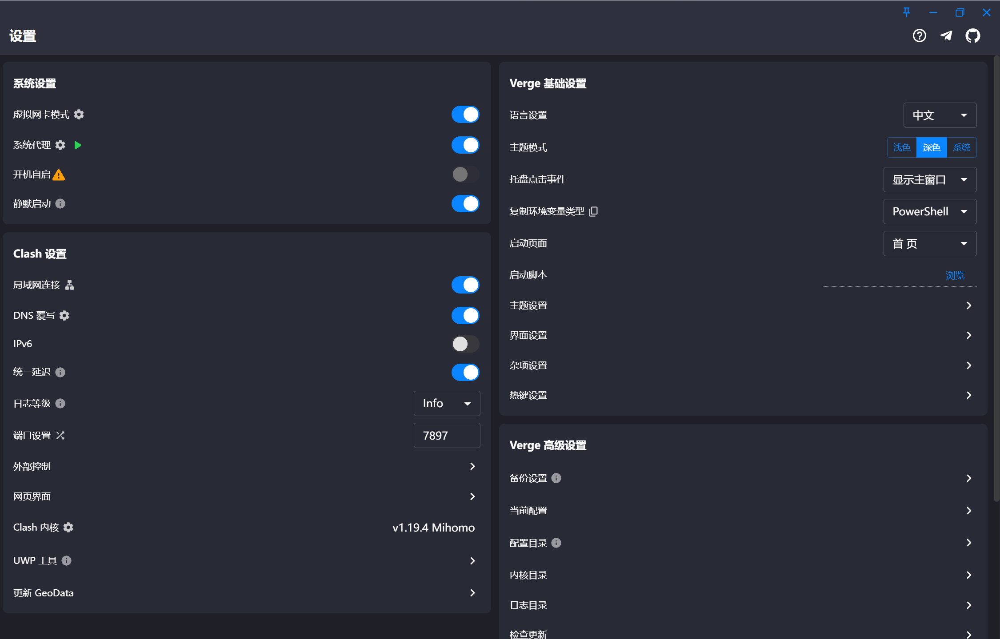 设置
系统设置
虚拟网卡模式
系统代理
开机自启
静默启动
Clash 设置
局域网连接
DNS 覆写
IPv6
统一延迟
日志等级
Info
端口设置
7897
外部控制
网页界面
Clash 内核
v1.19.4 Mihomo
UWP 工具
更新 GeoData
Verge 基础设置
语言设置
中文
主题模式
浅色 深色 系统
托盘点击事件
显示主窗口
复制环境变量类型
PowerShell
启动页面
首 页
启动脚本
浏览
主题设置
界面设置
杂项设置
热键设置
Verge 高级设置
备份设置
当前配置
配置目录
内核目录
日志目录
检查更新